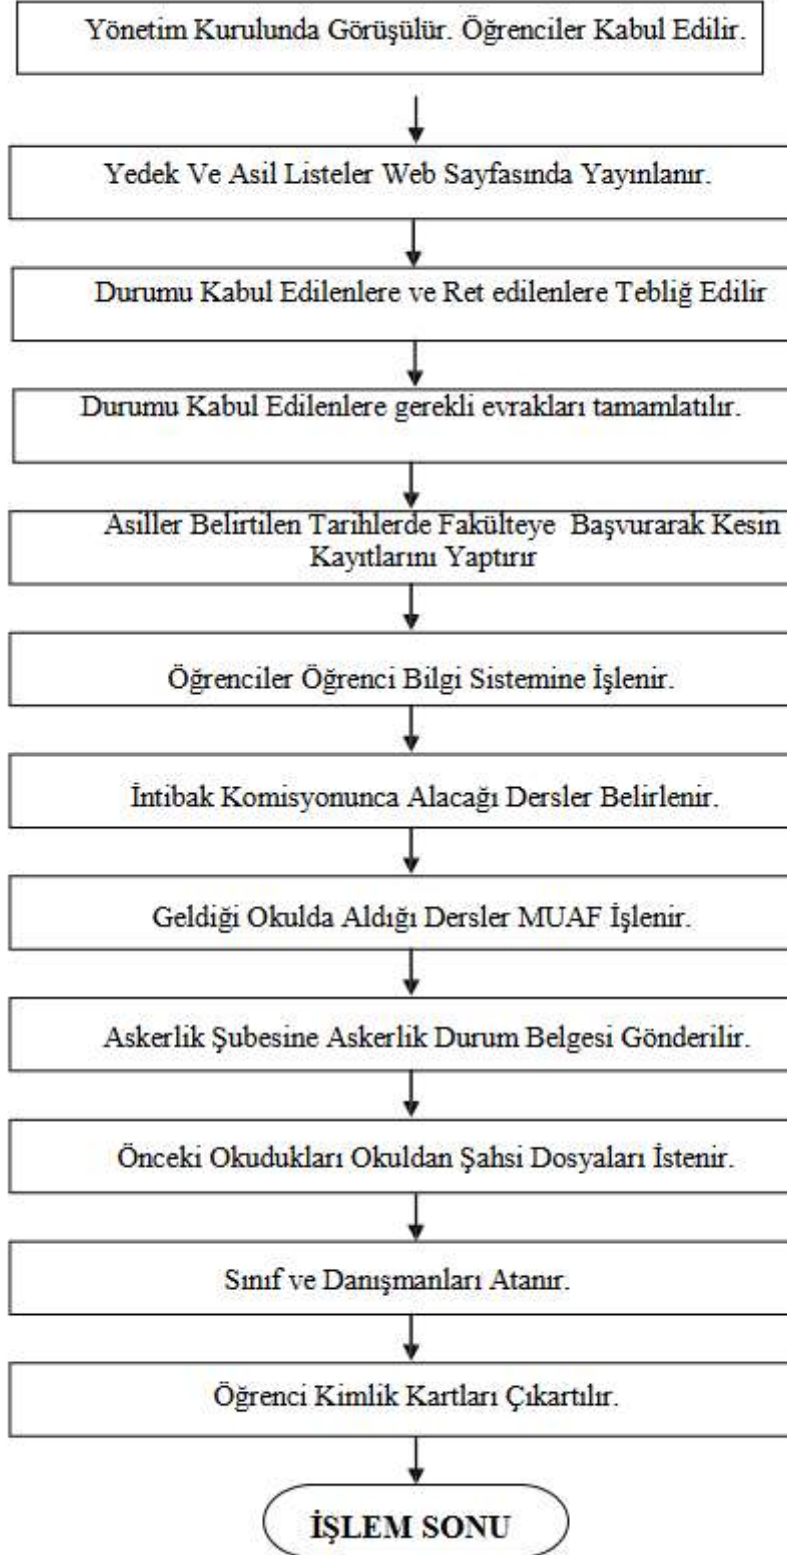 Yönetim Kurulunda Görüşülür. Öğrenciler Kabul Edilir.
Yedek Ve Asil Listeler Web Sayfasında Yayınlanır.
Durumu Kabul Edilenlere ve Ret edilenlere Tebliğ Edilir
Durumu Kabul Edilenlere gerekli evrakları tamamlatılır.
Asiller Belirtilen Tarihlerde Fakülteye Başvurarak Kesin
Kayıtlarını Yaptırır
Öğrenciler Öğrenci Bilgi Sistemine İşlenir.
İntibak Komisyonunca Alacağı Dersler Belirlenir.
Geldiği Okulda Aldığı Dersler MUAF İşlenir.
Askerlik Şubesine Askerlik Durum Belgesi Gönderilir.
Önceki Okudukları Okuldan Şahsi Dosyaları İstenir.
Sınıf ve Danışmanları Atanır.
Öğrenci Kimlik Kartları Çıkartılır.
İŞLEM SONU